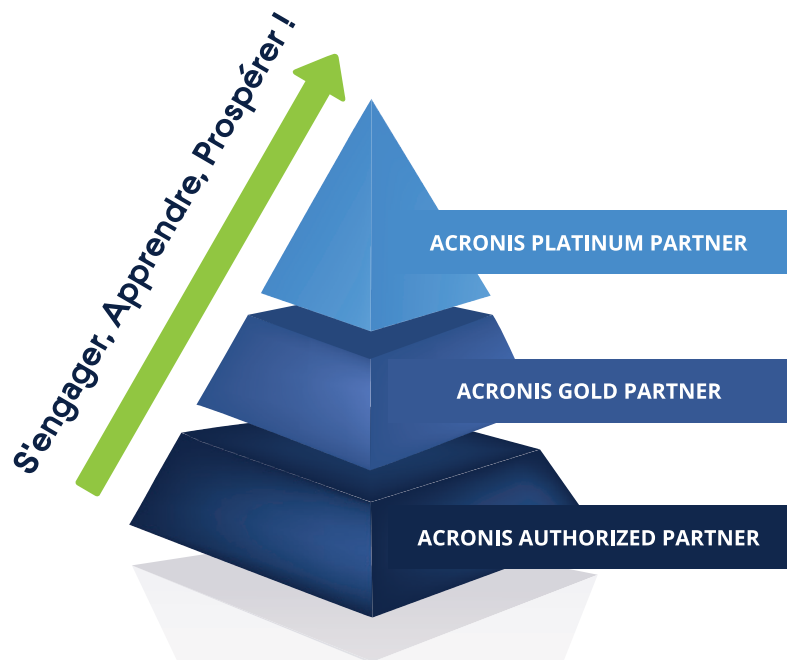 S'engager, Apprendre, Prospérer !
ACRONIS PLATINUM PARTNER
ACRONIS GOLD PARTNER
ACRONIS AUTHORIZED PARTNER